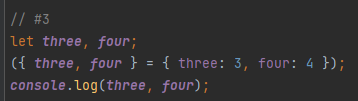 // #3
let three, four;
({ three, four } = { three: 3, four: 4 });
console.log(three, four);